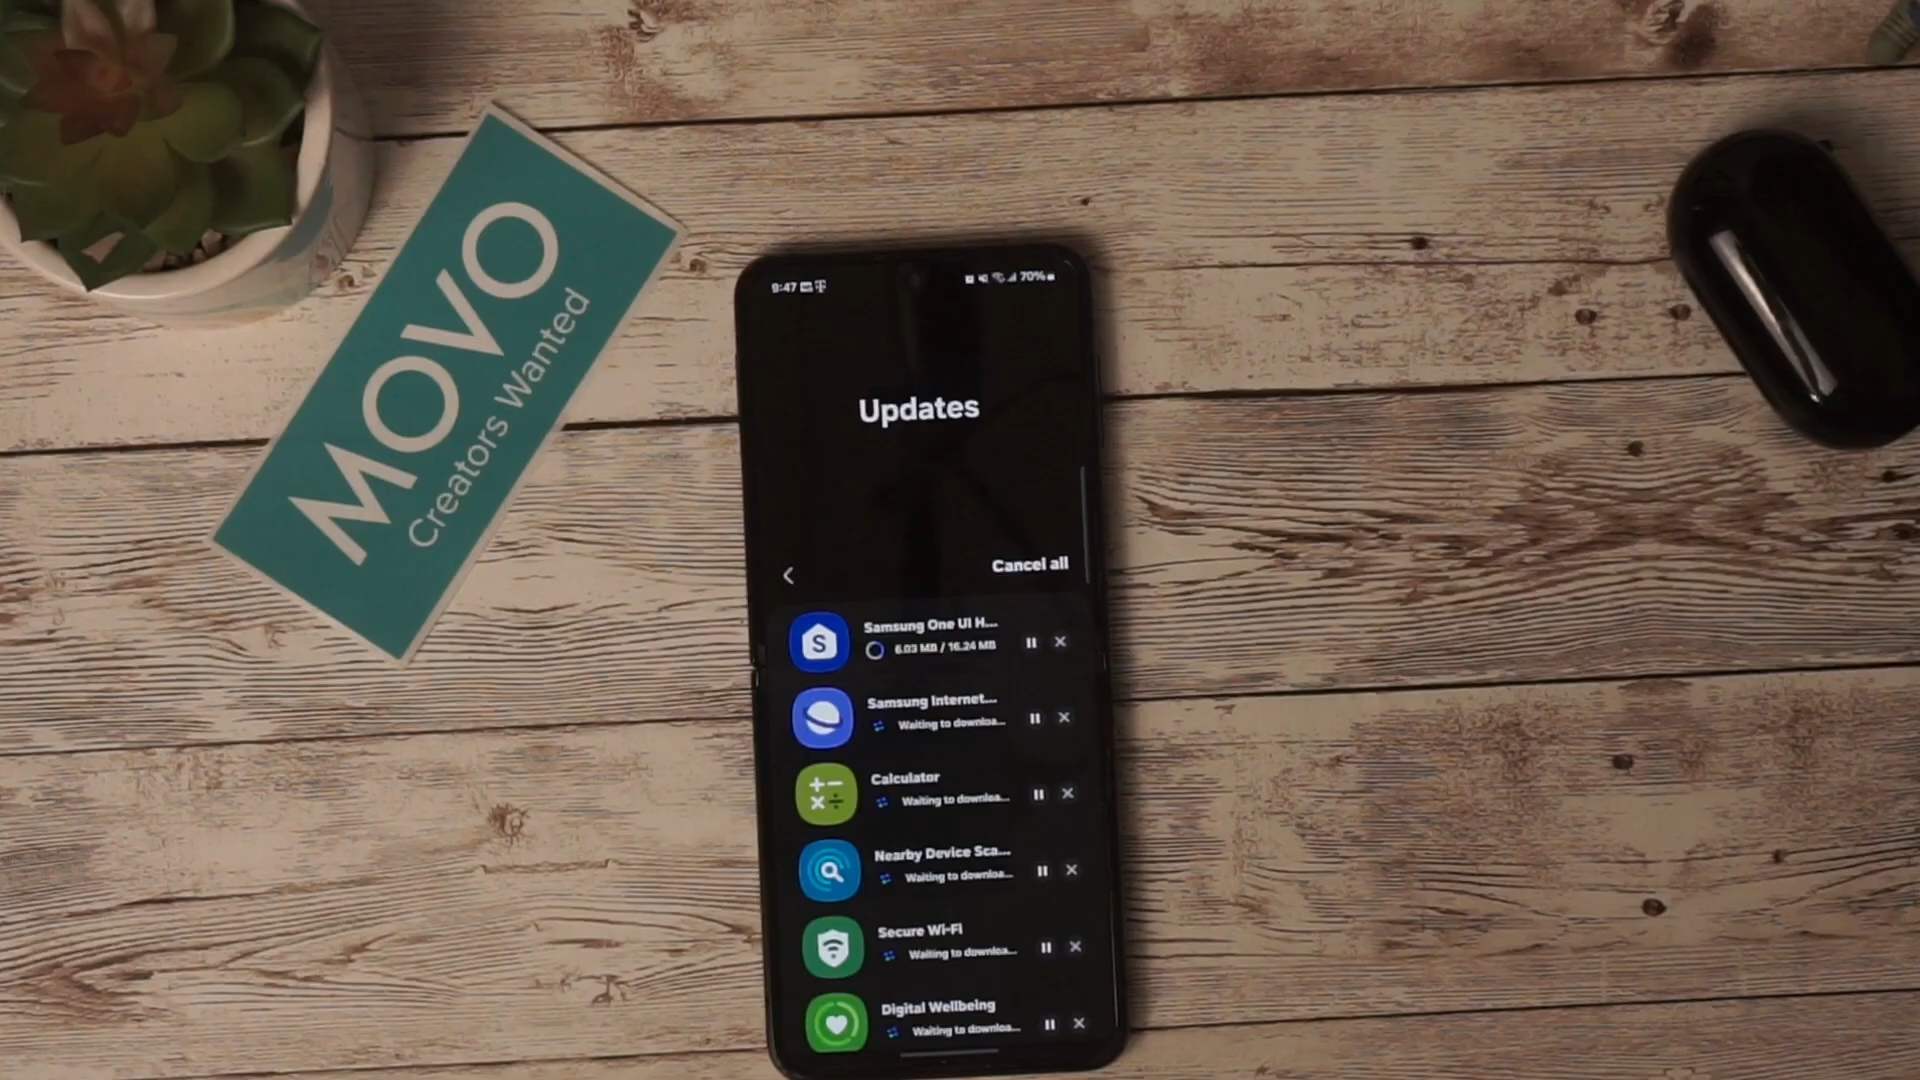 MOVO
Creators Wanted
9:47
70%
Updates
Cancel all
Samsung One UI H...
6.03 MB / 16.24 MB
Samsung Internet...
Waiting to downloa...
Calculator
Waiting to downloa...
Nearby Device Sca...
Waiting to downloa...
Secure Wi-Fi
Waiting to downloa...
Digital Wellbeing
Waiting to downloa...